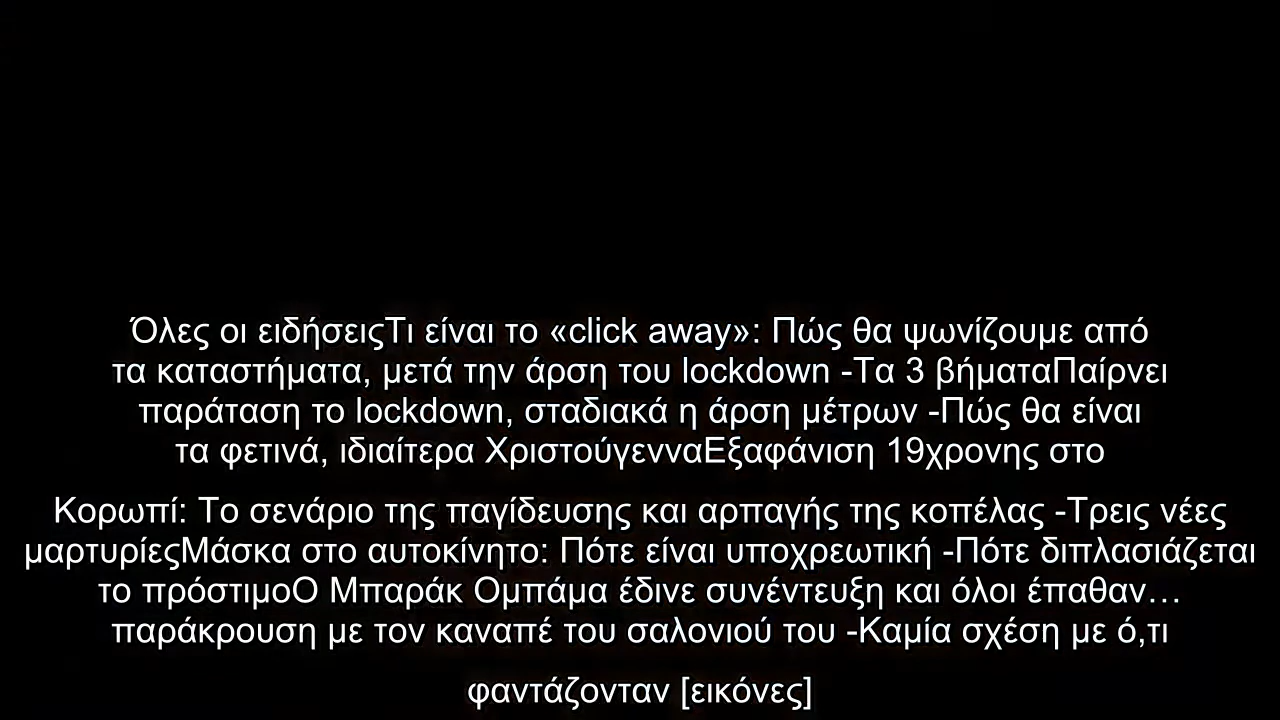 Όλες οι ειδήσειςΤι είναι το «click away»: Πώς θα ψωνίζουμε από
τα καταστήματα, μετά την άρση του lockdown -Τα 3 βήματαΠαίρνει
παράταση το lockdown, σταδιακά η άρση μέτρων -Πώς θα είναι
τα φετινά, ιδιαίτερα ΧριστούγενναΕξαφάνιση 19χρονης στο
Κορωπί: Το σενάριο της παγίδευσης και αρπαγής της κοπέλας -Τρεις νέες
μαρτυρίεςΜάσκα στο αυτοκίνητο: Πότε είναι υποχρεωτική -Πότε διπλασιάζεται
το πρόστιμοΟ Μπαράκ Ομπάμα έδινε συνέντευξη και όλοι έπαθαν…
παράκρουση με τον καναπέ του σαλονιού του -Καμία σχέση με ό,τι
φαντάζονταν [εικόνες]